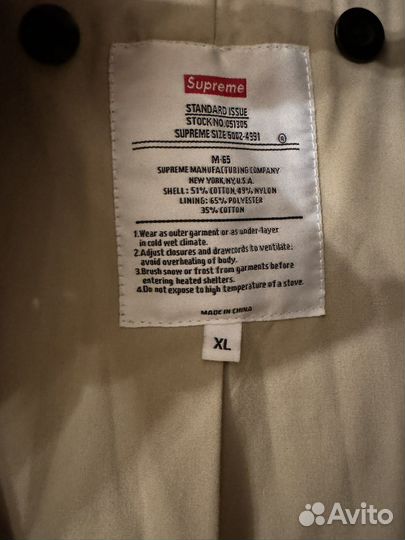 Supreme
STANDARD ISSUE
STOCK NO.051305
SUPREME SIZE 5002-4991 ®
M-65
SUPREME MANUFACTURING COMPANY
NEW YORK, NY, U.S.A.
SHELL : 51% COTTON, 49% NYLON
LINING: 65% POLYESTER
35% COTTON
1.Wear as outer garment or as under-layer
in cold wet climate.
2.Adjust closures and drawcords to ventilate;
avoid overheating of body.
3.Brush snow or frost from garments before
entering heated shelters.
4.Do not expose to high temperature of a stove.
MADE IN CHINA
XL
Avito